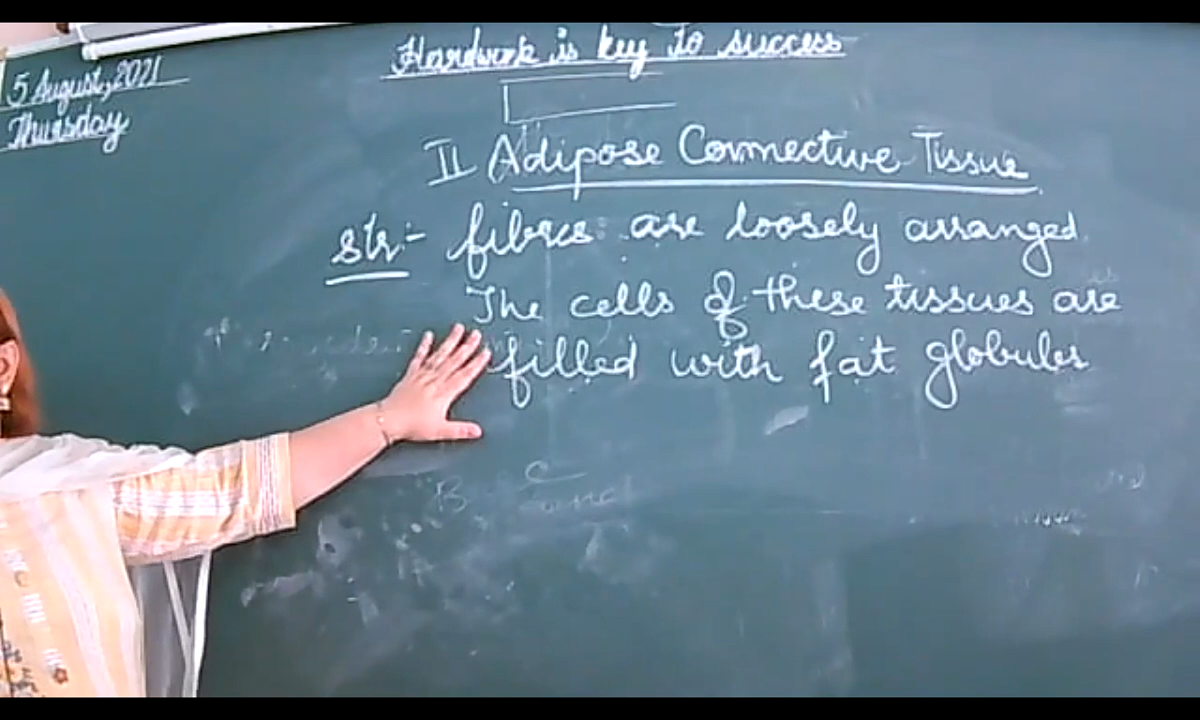 Hardwork is key to success
5 August, 2021
Thursday
II Adipose Connective Tissue
Str:- fibres are loosely arranged.
The cells of these tissues are
filled with fat globules